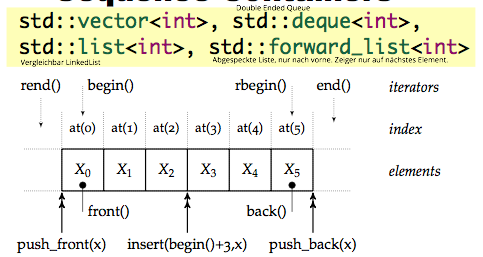 Double Ended Queue
std::vector<int>, std::deque<int>,
std::list<int>, std::forward_list<int>
Vergleichbar LinkedList Abgespeckte Liste, nur nach vorne. Zeiger nur auf nächstes Element.
rend() begin() rbegin() end() iterators
at(0) at(1) at(2) at(3) at(4) at(5) index
X0 X1 X2 X3 X4 X5 elements
front() back()
push_front(x) insert(begin()+3,x) push_back(x)